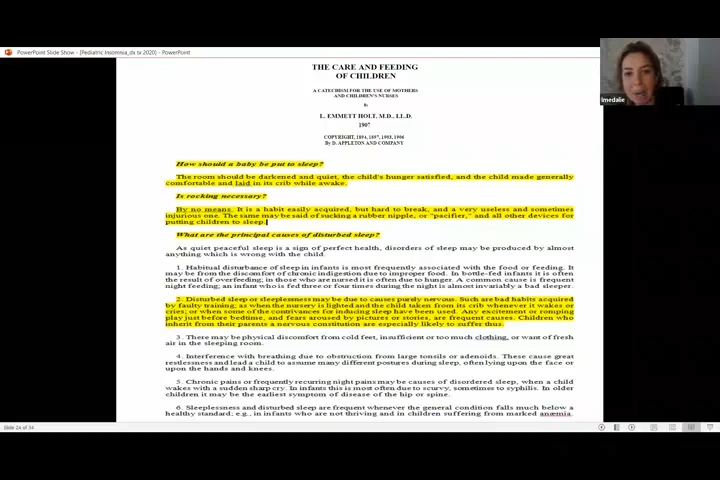 PowerPoint Slide Show - [Pediatric Insomnia_dx tx 2020] - PowerPoint
THE CARE AND FEEDING
OF CHILDREN
A CATECHISM FOR THE USE OF MOTHERS
AND CHILDREN'S NURSES
By
L. EMMETT HOLT, M.D., LL.D.
1907
COPYRIGHT, 1894, 1897, 1903, 1906
By D. APPLETON AND COMPANY
lmedale
How should a baby be put to sleep?
The room should be darkened and quiet, the child's hunger satisfied, and the child made generally
comfortable and laid in its crib while awake.
Is rocking necessary?
By no means. It is a habit easily acquired, but hard to break, and a very useless and sometimes
injurious one. The same may be said of sucking a rubber nipple, or "pacifier," and all other devices for
putting children to sleep.
What are the principal causes of disturbed sleep?
As quiet peaceful sleep is a sign of perfect health, disorders of sleep may be produced by almost
anything which is wrong with the child.
1. Habitual disturbance of sleep in infants is most frequently associated with the food or feeding. It
may be from the discomfort of chronic indigestion due to improper food. In bottle-fed infants it is often
the result of overfeeding; in those who are nursed it is often due to hunger. A common cause is frequent
night feeding; an infant who is fed three or four times during the night is almost invariably a bad sleeper.
2. Disturbed sleep or sleeplessness may be due to causes purely nervous. Such are bad habits acquired
by faulty training; as when the nursery is lighted and the child taken from its crib whenever it wakes or
cries; or when some of the contrivances for inducing sleep have been used. Any excitement or romping
play just before bedtime, and fears aroused by pictures or stories, are frequent causes. Children who
inherit from their parents a nervous constitution are especially likely to suffer thus.
3. There may be physical discomfort from cold feet, insufficient or too much clothing, or want of fresh
air in the sleeping room.
4. Interference with breathing due to obstruction from large tonsils or adenoids. These cause great
restlessness and lead a child to assume many different postures during sleep, often lying upon the face or
upon the hands and knees.
5. Chronic pains or frequently recurring night pains may be causes of disordered sleep, when a child
wakes with a sudden sharp cry. In infants this is most often due to scurvy, sometimes to syphilis. In older
children it may be the earliest symptom of disease of the hip or spine.
6. Sleeplessness and disturbed sleep are frequent whenever the general condition falls much below a
healthy standard; e.g., in infants who are not thriving and in children suffering from marked anæmia.
Slide 24 of 34